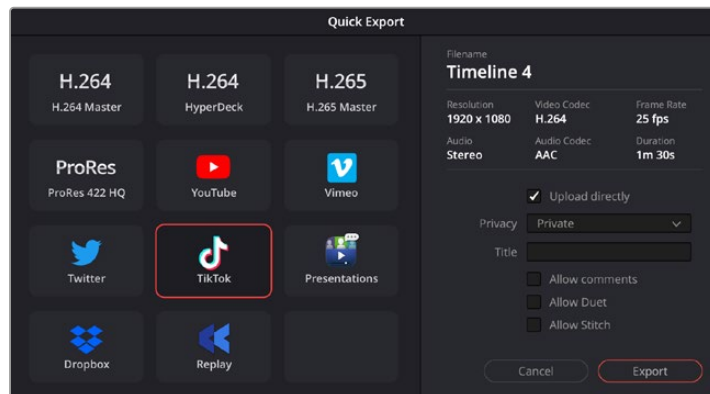 Quick Export
H.264
H.264 Master
H.264
HyperDeck
H.265
H.265 Master
ProRes
ProRes 422 HQ
YouTube
Vimeo
Twitter
TikTok
Presentations
Dropbox
Replay
Filename
Timeline 4
Resolution
1920 x 1080
Video Codec
H.264
Frame Rate
25 fps
Audio
Stereo
Audio Codec
AAC
Duration
1m 30s
Upload directly
Privacy Private
Title
Allow comments
Allow Duet
Allow Stitch
Cancel Export